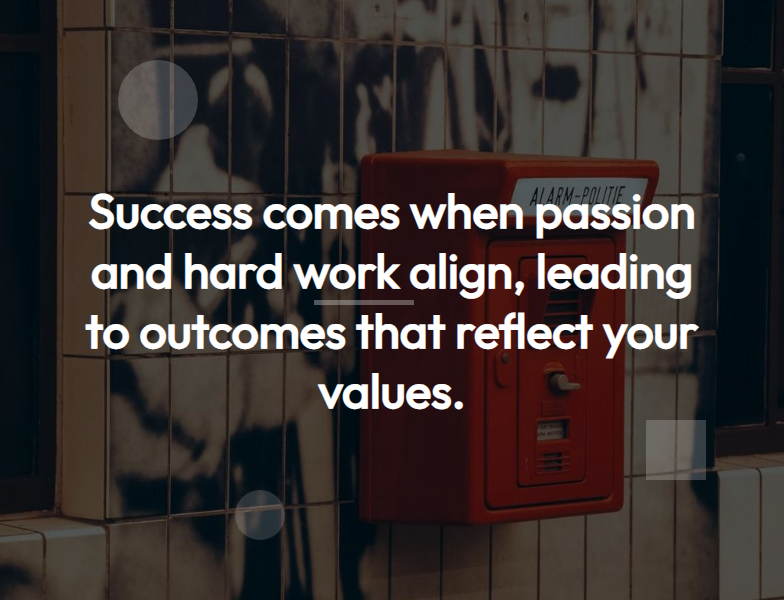 ALARM-POLITIE
Success comes when passion
and hard work align, leading
to outcomes that reflect your
values.